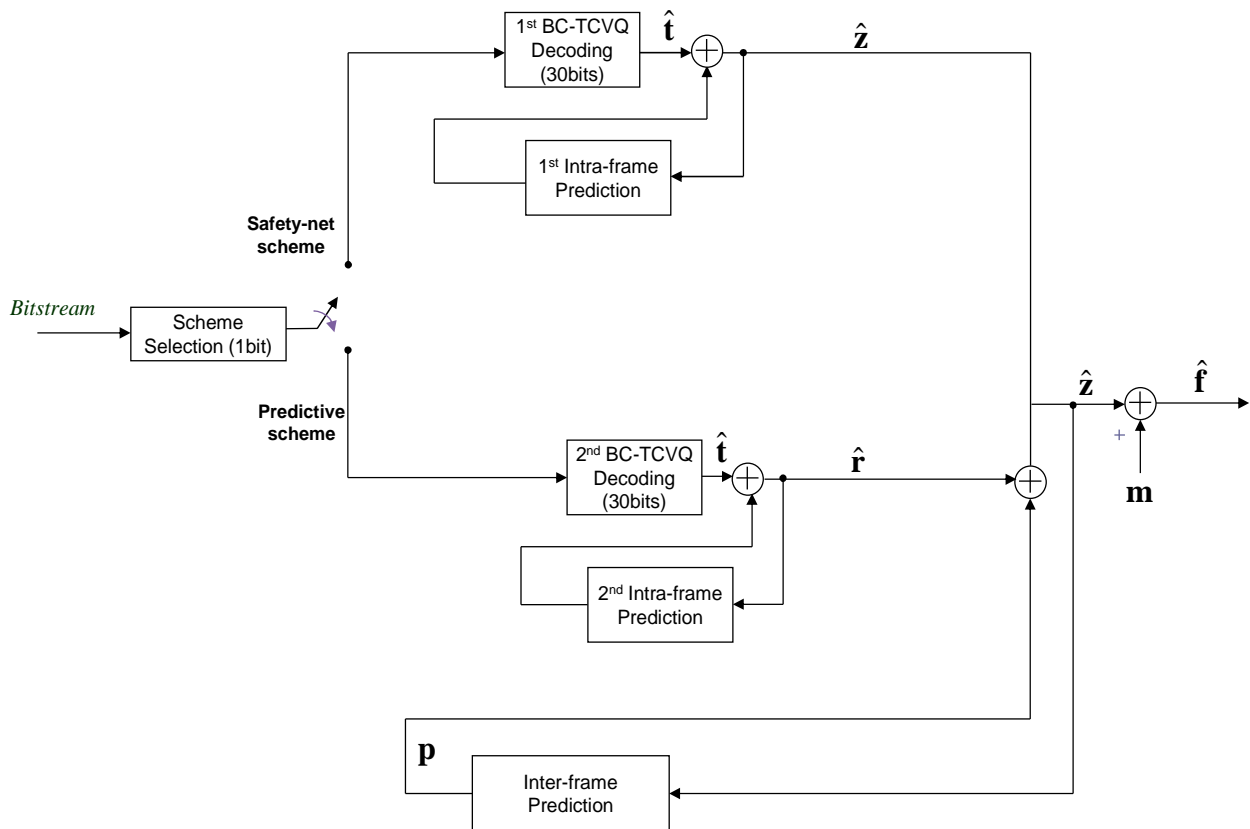 1st BC-TCVQ
Decoding
(30bits)
t̂
ẑ
1st Intra-frame
Prediction
Safety-net
scheme
Bitstream
Scheme
Selection (1bit)
Predictive
scheme
2nd BC-TCVQ
Decoding
(30bits)
t̂
r̂
ẑ
f̂
+
m
2nd Intra-frame
Prediction
p
Inter-frame
Prediction